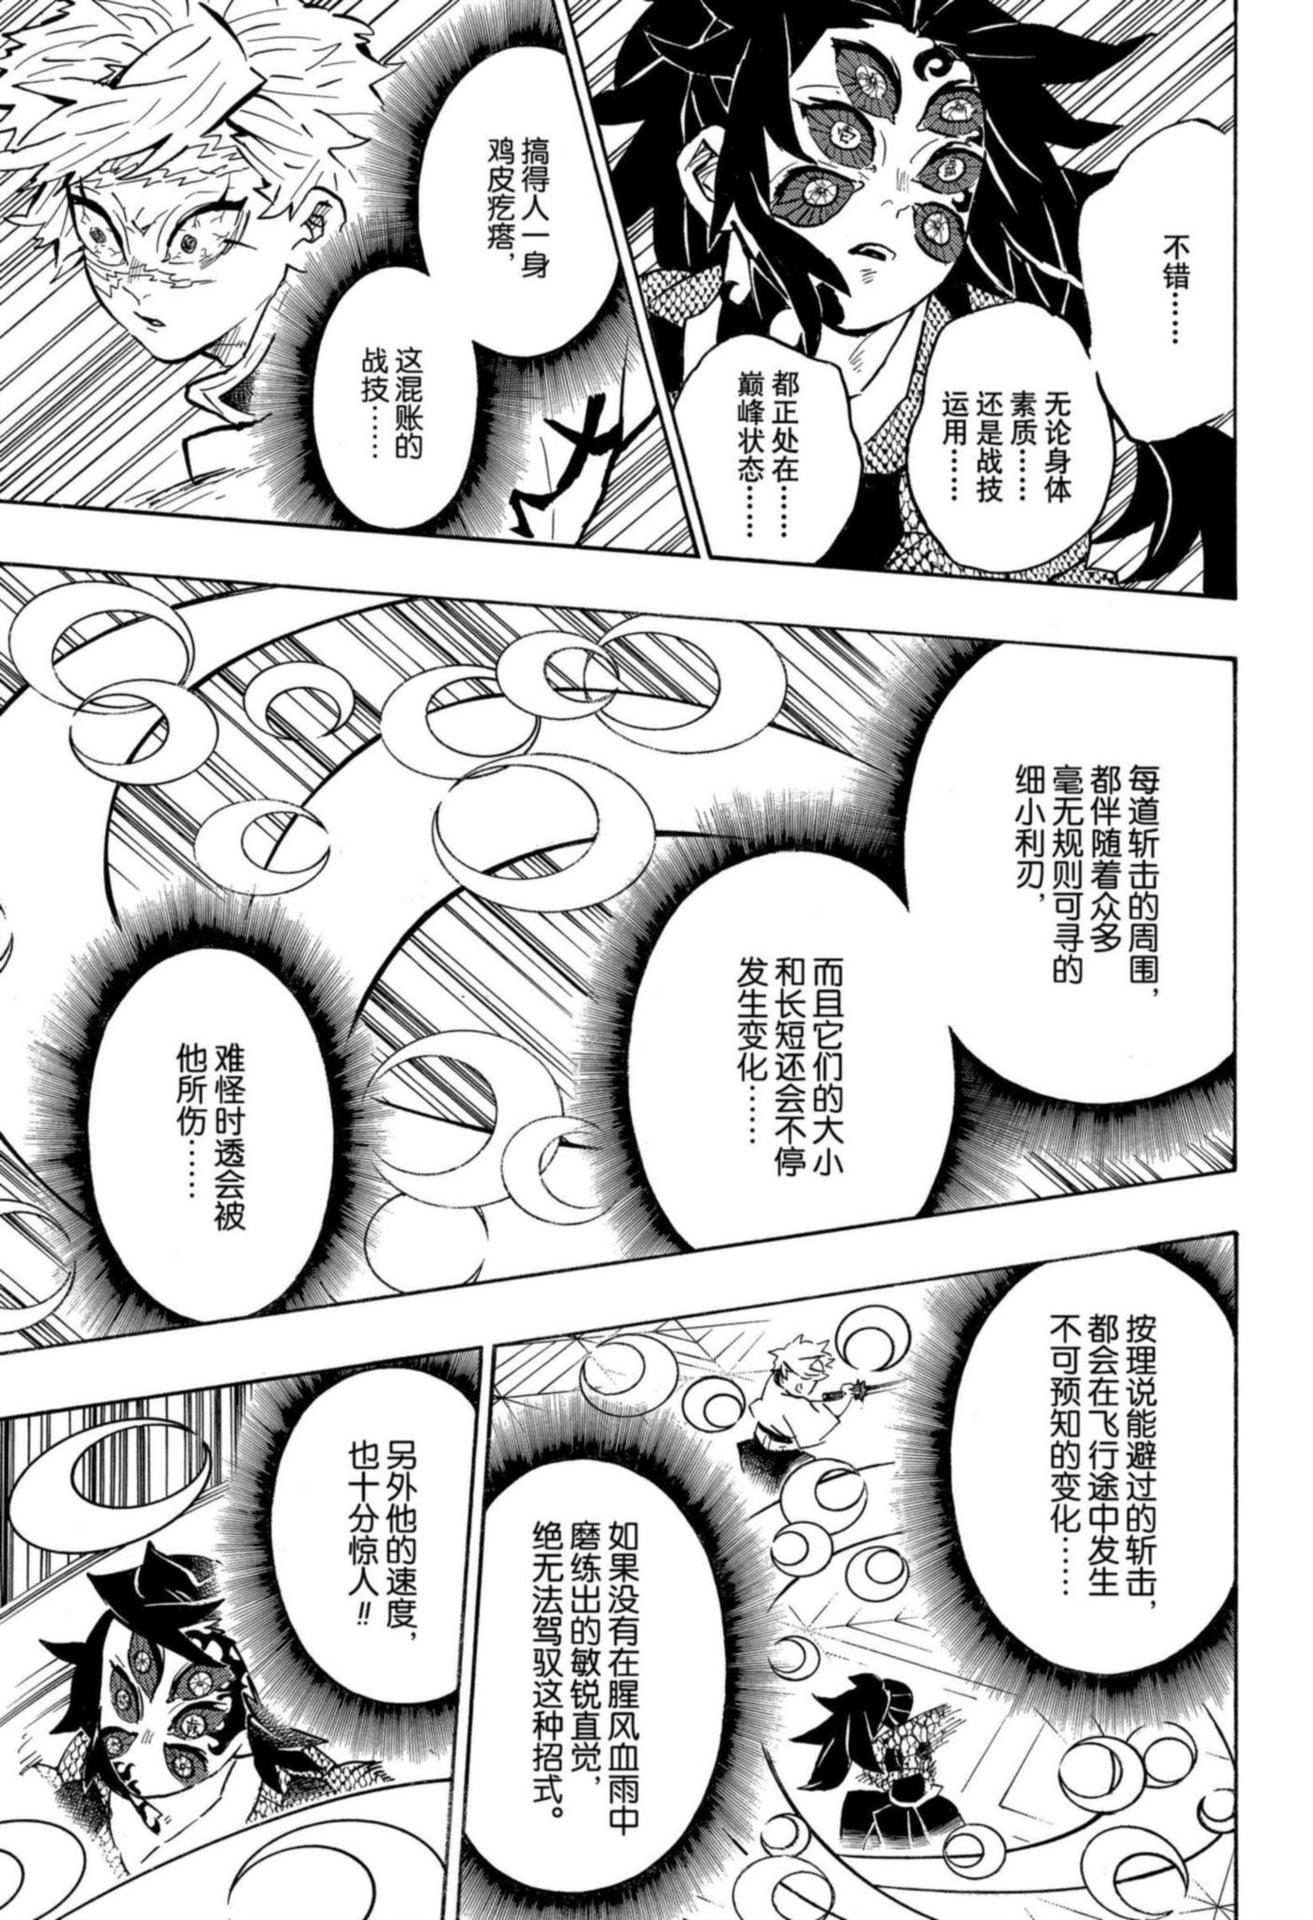 不错……
无论身体
素质……
还是战技
运用……
都正处在……
巅峰状态……
搞得人一身
鸡皮疙瘩，
这混账的
战技……
每道斩击的周围，
都伴随着众多
毫无规则可寻的
细小利刃，
而且它们的大小
和长短还会不停
发生变化……
难怪时透会被
他所伤……
按理说能避过的斩击，
都会在飞行途中发生
不可预知的变化……
如果没有在腥风血雨中
磨练出的敏锐直觉，
绝无法驾驭这种招式。
另外他的速度，
也十分惊人!!